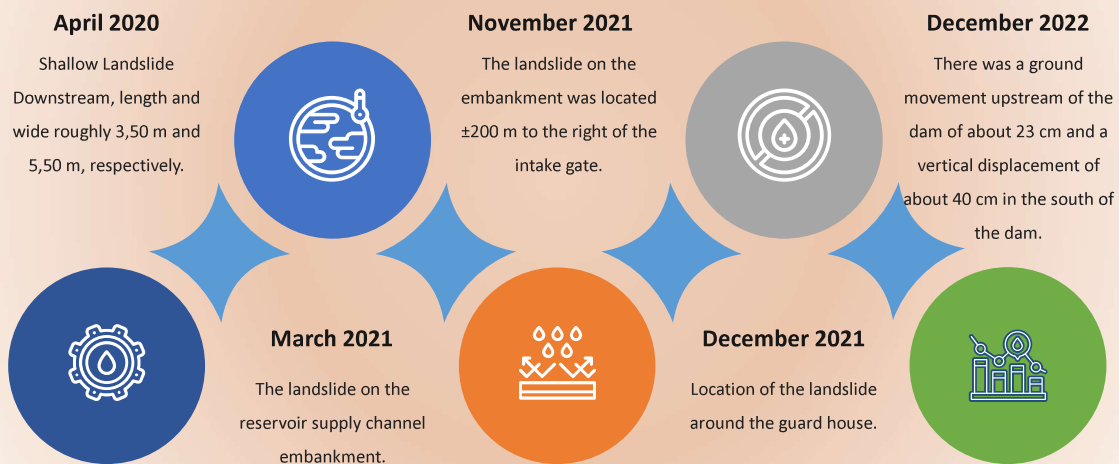 April 2020
Shallow Landslide
Downstream, length and
wide roughly 3,50 m and
5,50 m, respectively.
March 2021
The landslide on the
reservoir supply channel
embankment.
November 2021
The landslide on the
embankment was located
±200 m to the right of the
intake gate.
December 2021
Location of the landslide
around the guard house.
December 2022
There was a ground
movement upstream of the
dam of about 23 cm and a
vertical displacement of
about 40 cm in the south of
the dam.